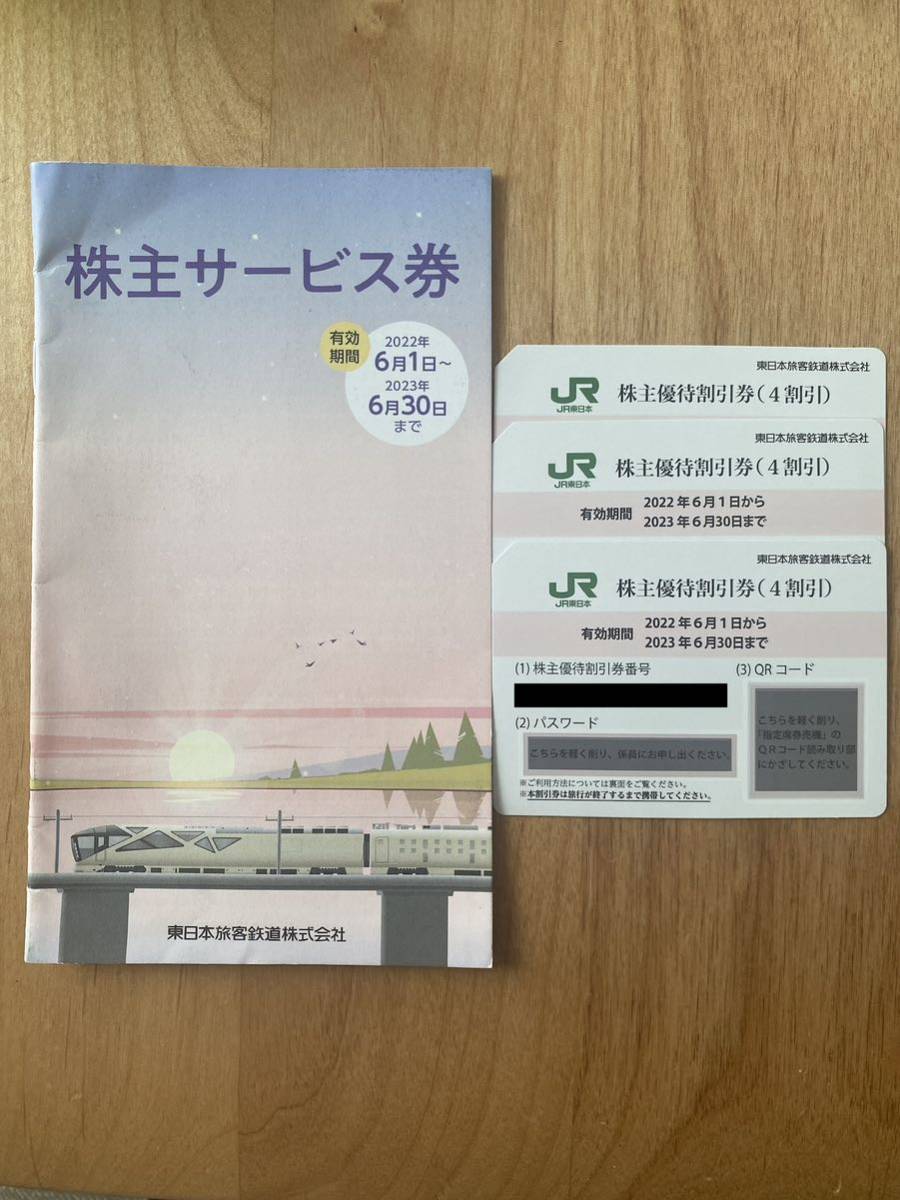 株主サービス券
有効
期間
2022年
6月1日~
2023年
6月30日
まで
東日本旅客鉄道株式会社
東日本旅客鉄道株式会社
JR
JR東日本
株主優待割引券(4割引)
東日本旅客鉄道株式会社
JR
JR東日本
株主優待割引券(4割引)
有効期間
2022年6月1日から
2023年6月30日まで
東日本旅客鉄道株式会社
JR
JR東日本
株主優待割引券(4割引)
有効期間
2022年6月1日から
2023年6月30日まで
(1) 株主優待割引券番号
(2) パスワード
こちらを軽く削り、係員にお申し出ください。
(3) QRコード
こちらを軽く削り、
「指定席券売機」の
QRコード読み取り部
にかざしてください。
※ご利用方法については裏面をご覧ください。
※本割引券は旅行が終了するまで携帯してください。